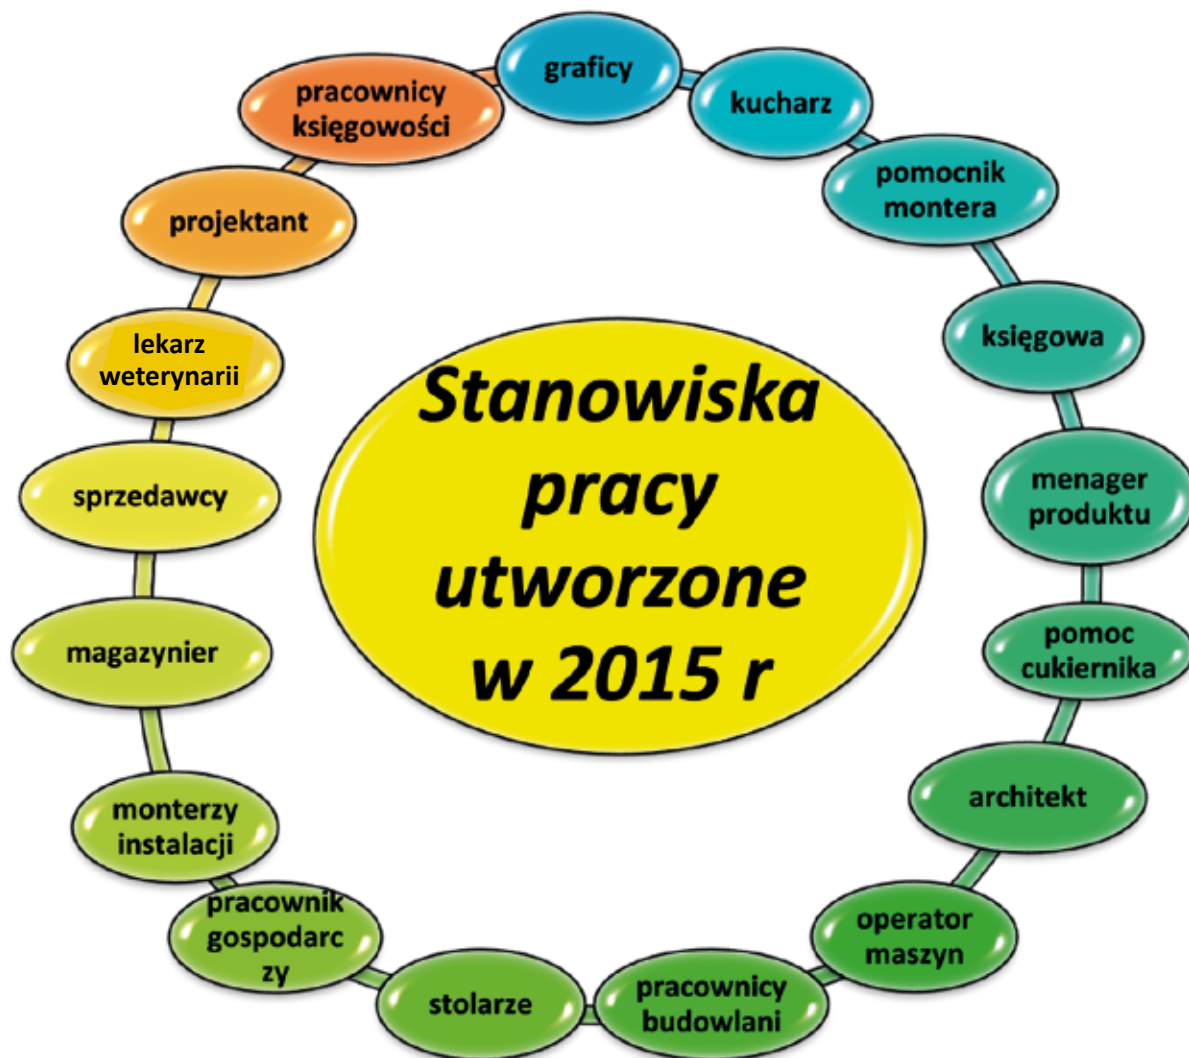 graficy
kucharz
pomocnik
montera
księgowa
menager
produktu
pomoc
cukiernika
architekt
operator
maszyn
pracownicy
budowlani
stolarze
pracownik
gospodarc
zy
monterzy
instalacji
magazynier
sprzedawcy
lekarz
weterynarii
projektant
pracownicy
księgowości
Stanowiska
pracy
utworzone
w 2015 r